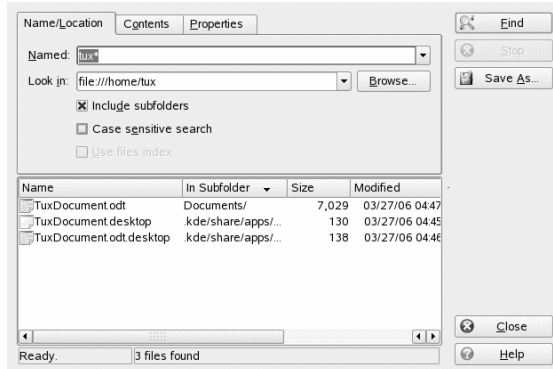 Name/Location Contents Properties
Find
Named: tux*
Stop
Look in: file:///home/tux Browse...
Save As...
Include subfolders
Case sensitive search
Use files index
Name In Subfolder Size Modified
TuxDocument.odt Documents/ 7,029 03/27/06 04:47
TuxDocument.desktop .kde/share/apps/... 130 03/27/06 04:45
TuxDocument.odt.desktop .kde/share/apps/... 138 03/27/06 04:46
Close
Ready. 3 files found
Help